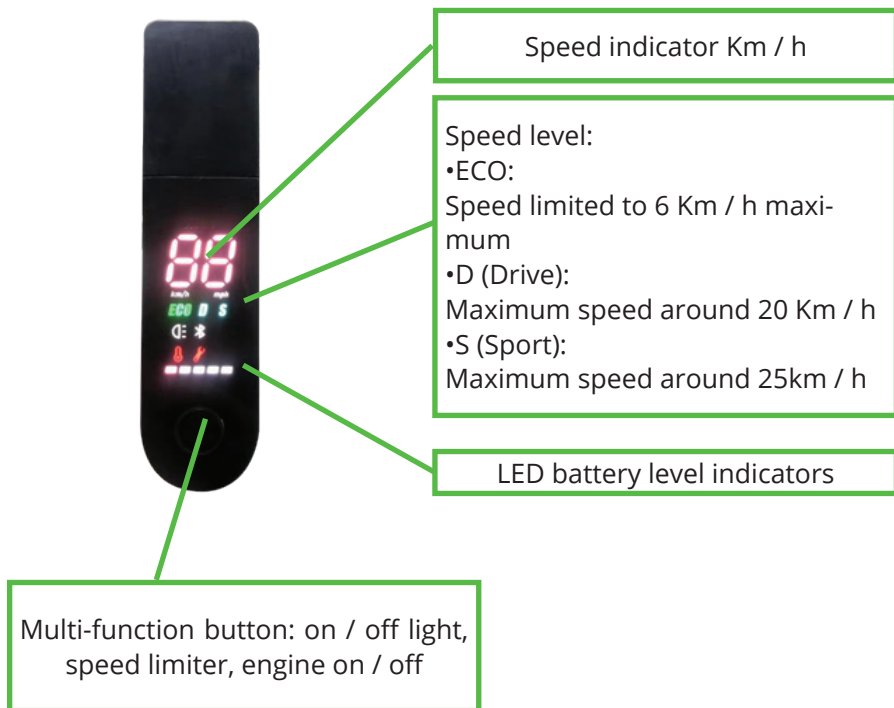 Speed indicator Km / h
Speed level:
•ECO:
Speed limited to 6 Km / h maxi-
mum
•D (Drive):
Maximum speed around 20 Km / h
•S (Sport):
Maximum speed around 25km / h
88
km/h mph
ECO D S
LED battery level indicators
Multi-function button: on / off light,
speed limiter, engine on / off